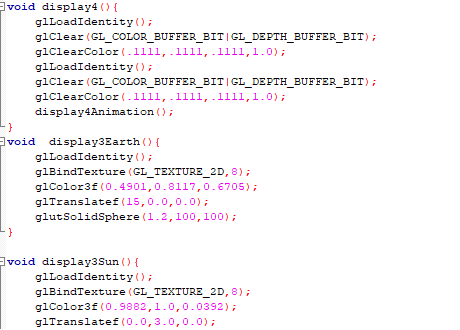 void display4(){
glLoadIdentity();
glClear(GL_COLOR_BUFFER_BIT|GL_DEPTH_BUFFER_BIT);
glClearColor(.1111,.1111,.1111,1.0);
glLoadIdentity();
glClear(GL_COLOR_BUFFER_BIT|GL_DEPTH_BUFFER_BIT);
glClearColor(.1111,.1111,.1111,1.0);
display4Animation();
}
void  display3Earth(){
glLoadIdentity();
glBindTexture(GL_TEXTURE_2D,8);
glColor3f(0.4901,0.8117,0.6705);
glTranslatef(15,0.0,0.0);
glutSolidSphere(1.2,100,100);
}
void display3Sun(){
glLoadIdentity();
glBindTexture(GL_TEXTURE_2D,8);
glColor3f(0.9882,1.0,0.0392);
glTranslatef(0.0,3.0,0.0);